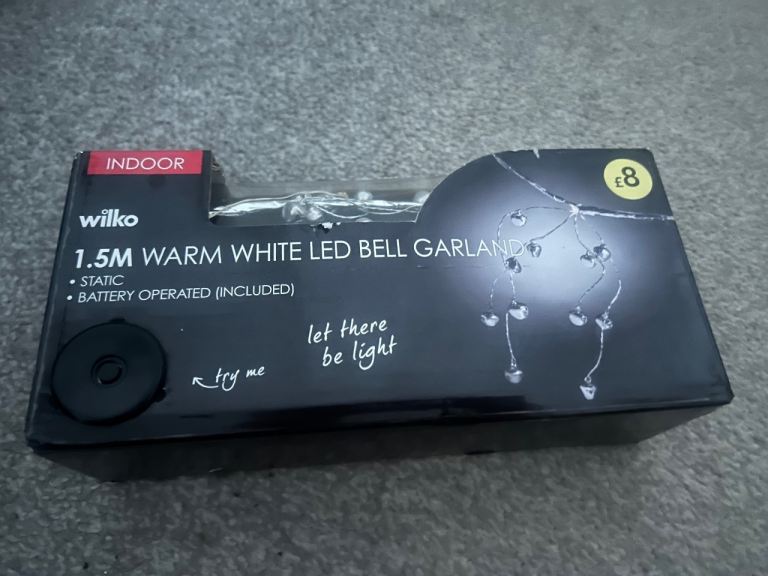 INDOOR
£8
wilko
1.5M WARM WHITE LED BELL GARLAND
• STATIC
• BATTERY OPERATED (INCLUDED)
let there
be light
try me